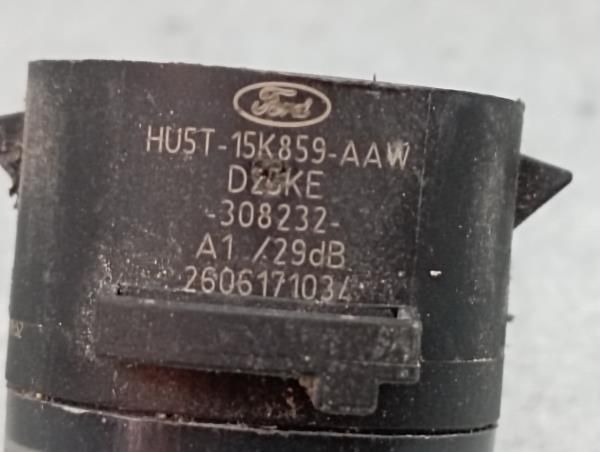 Ford
HU5T-15K859-AAW
-308232-
A1 /29dB
2606171034